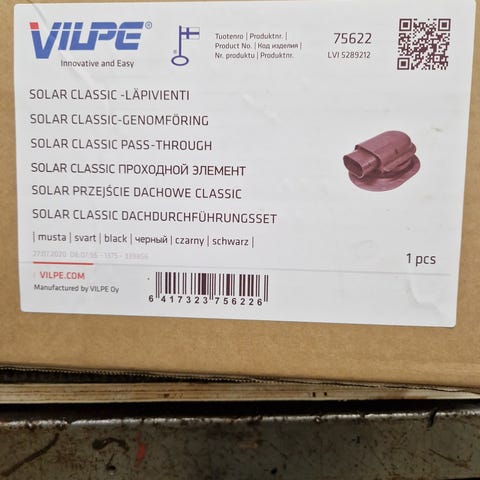 VILPE®
Innovative and Easy
Tuotenro | Produktnr. |
Product No. | Код изделия |
Nr. produktu | Produktnr.
75622
LVI 5289212
SOLAR CLASSIC -LÄPIVIENTI
SOLAR CLASSIC-GENOMFÖRING
SOLAR CLASSIC PASS-THROUGH
SOLAR CLASSIC ПРОХОДНОЙ ЭЛЕМЕНТ
SOLAR PRZEJŚCIE DACHOWE CLASSIC
SOLAR CLASSIC DACHDURCHFÜHRUNGSSET
| musta | svart | black | черный | czarny | schwarz |
27.07.2020
1 pcs
VILPE.COM
Manufactured by VILPE Oy
6 417323 756226